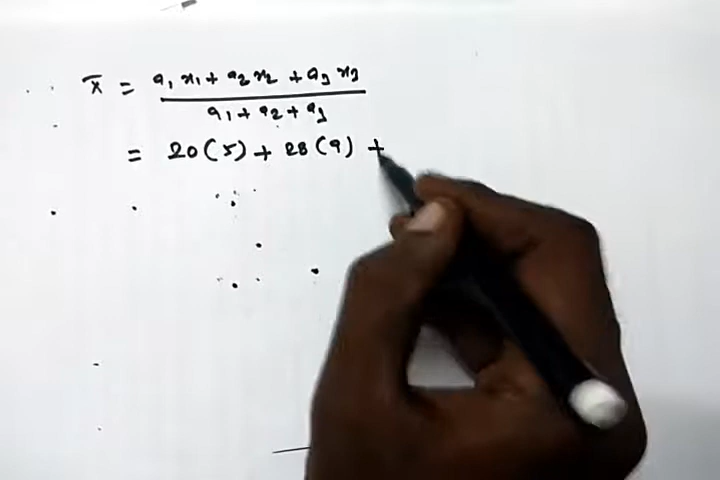 x̄ = a₁x₁ + a₂x₂ + a₃x₃
a₁ + a₂ + a₃
= 20(5) + 28(9) +